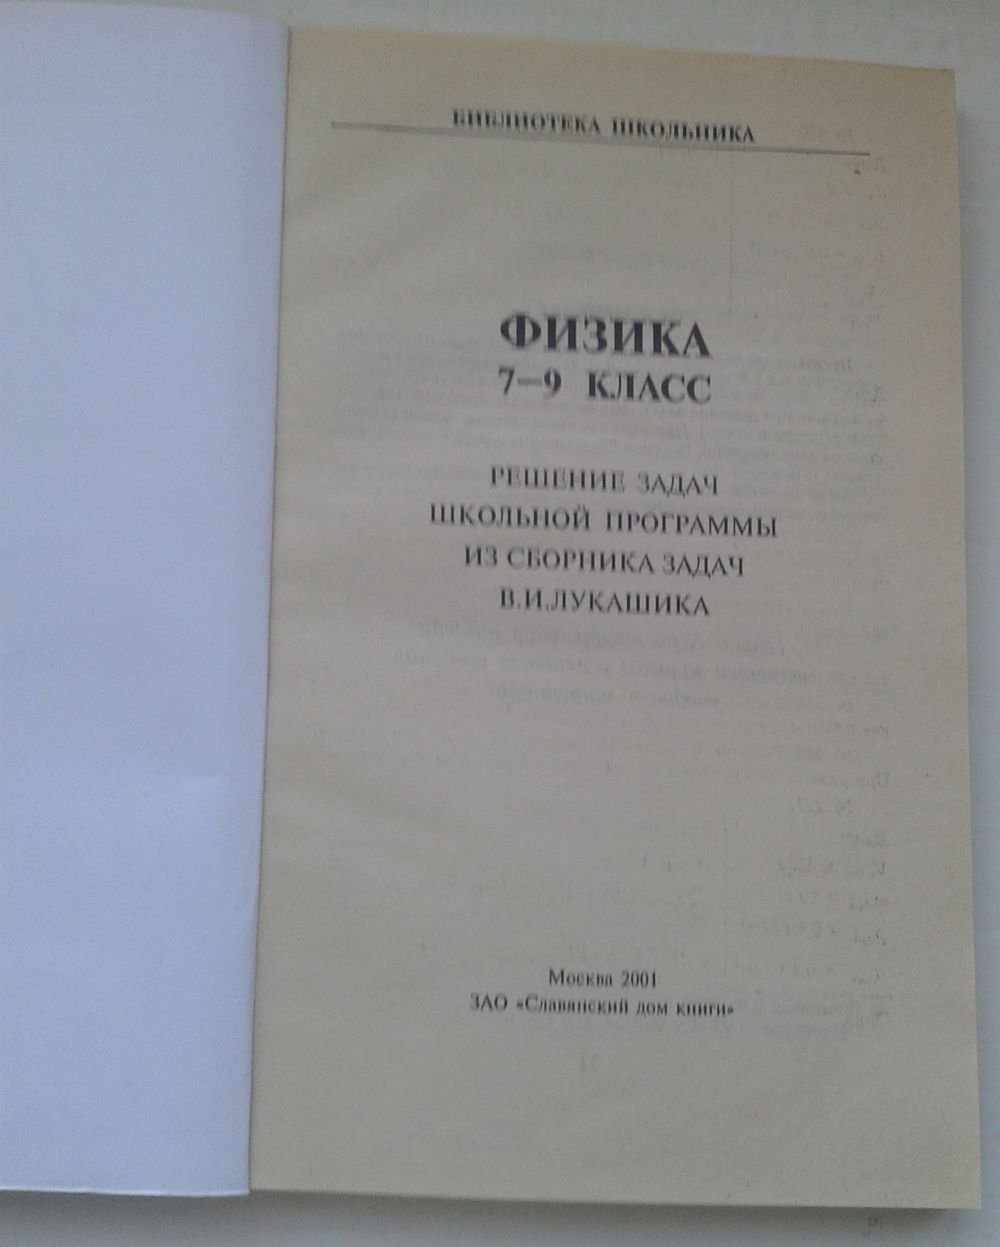 БИБЛИОТЕКА ШКОЛЬНИКА
ФИЗИКА
7—9 КЛАСС
РЕШЕНИЕ ЗАДАЧ
ШКОЛЬНОЙ ПРОГРАММЫ
ИЗ СБОРНИКА ЗАДАЧ
В.И.ЛУКАШИКА
Москва 2001
ЗАО «Славянский дом книги»